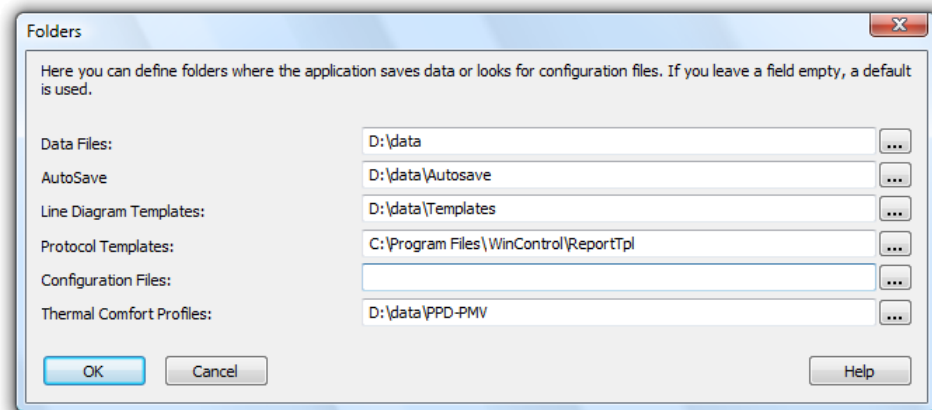 Folders
Here you can define folders where the application saves data or looks for configuration files. If you leave a field empty, a default
is used.
Data Files: D:\data ...
AutoSave D:\data\Autosave ...
Line Diagram Templates: D:\data\Templates ...
Protocol Templates: C:\Program Files\WinControl\ReportTpl ...
Configuration Files: ...
Thermal Comfort Profiles: D:\data\PPD-PMV ...
OK Cancel Help